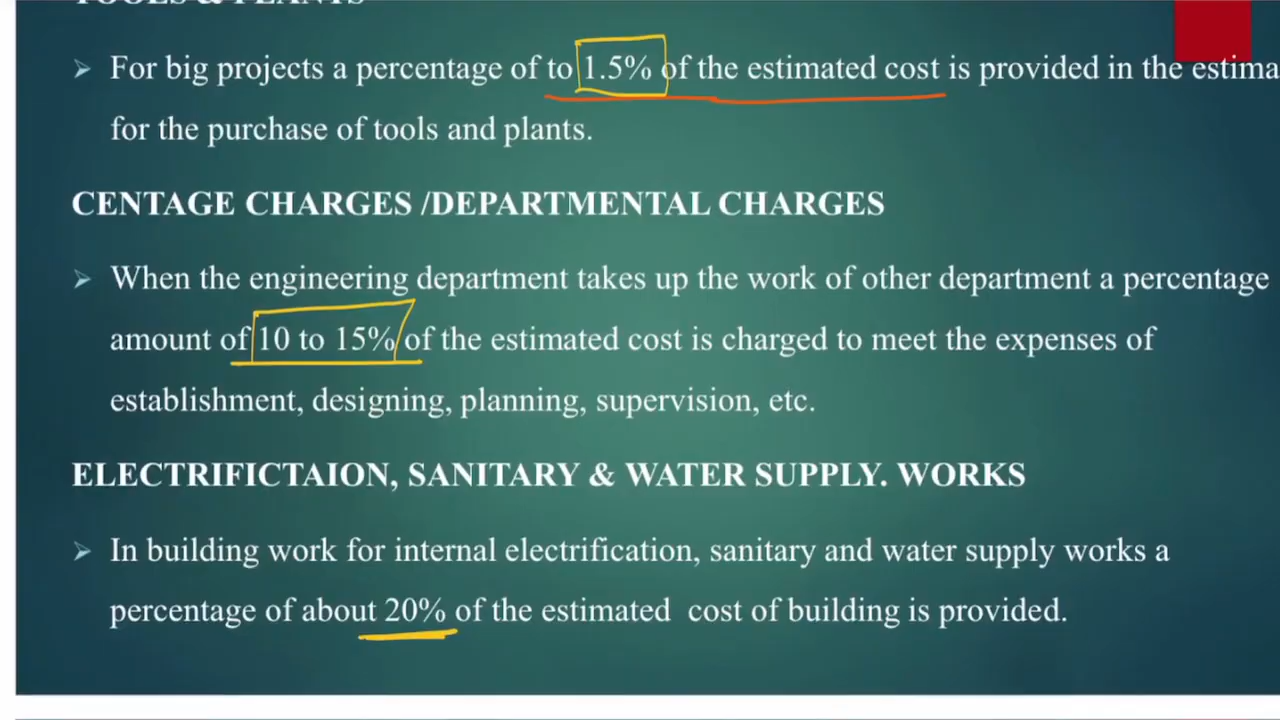 TOOLS & PLANTS
➢ For big projects a percentage of to 1.5% of the estimated cost is provided in the estima
for the purchase of tools and plants.
CENTAGE CHARGES /DEPARTMENTAL CHARGES
➢ When the engineering department takes up the work of other department a percentage
amount of 10 to 15% of the estimated cost is charged to meet the expenses of
establishment, designing, planning, supervision, etc.
ELECTRIFICTAION, SANITARY & WATER SUPPLY. WORKS
➢ In building work for internal electrification, sanitary and water supply works a
percentage of about 20% of the estimated cost of building is provided.